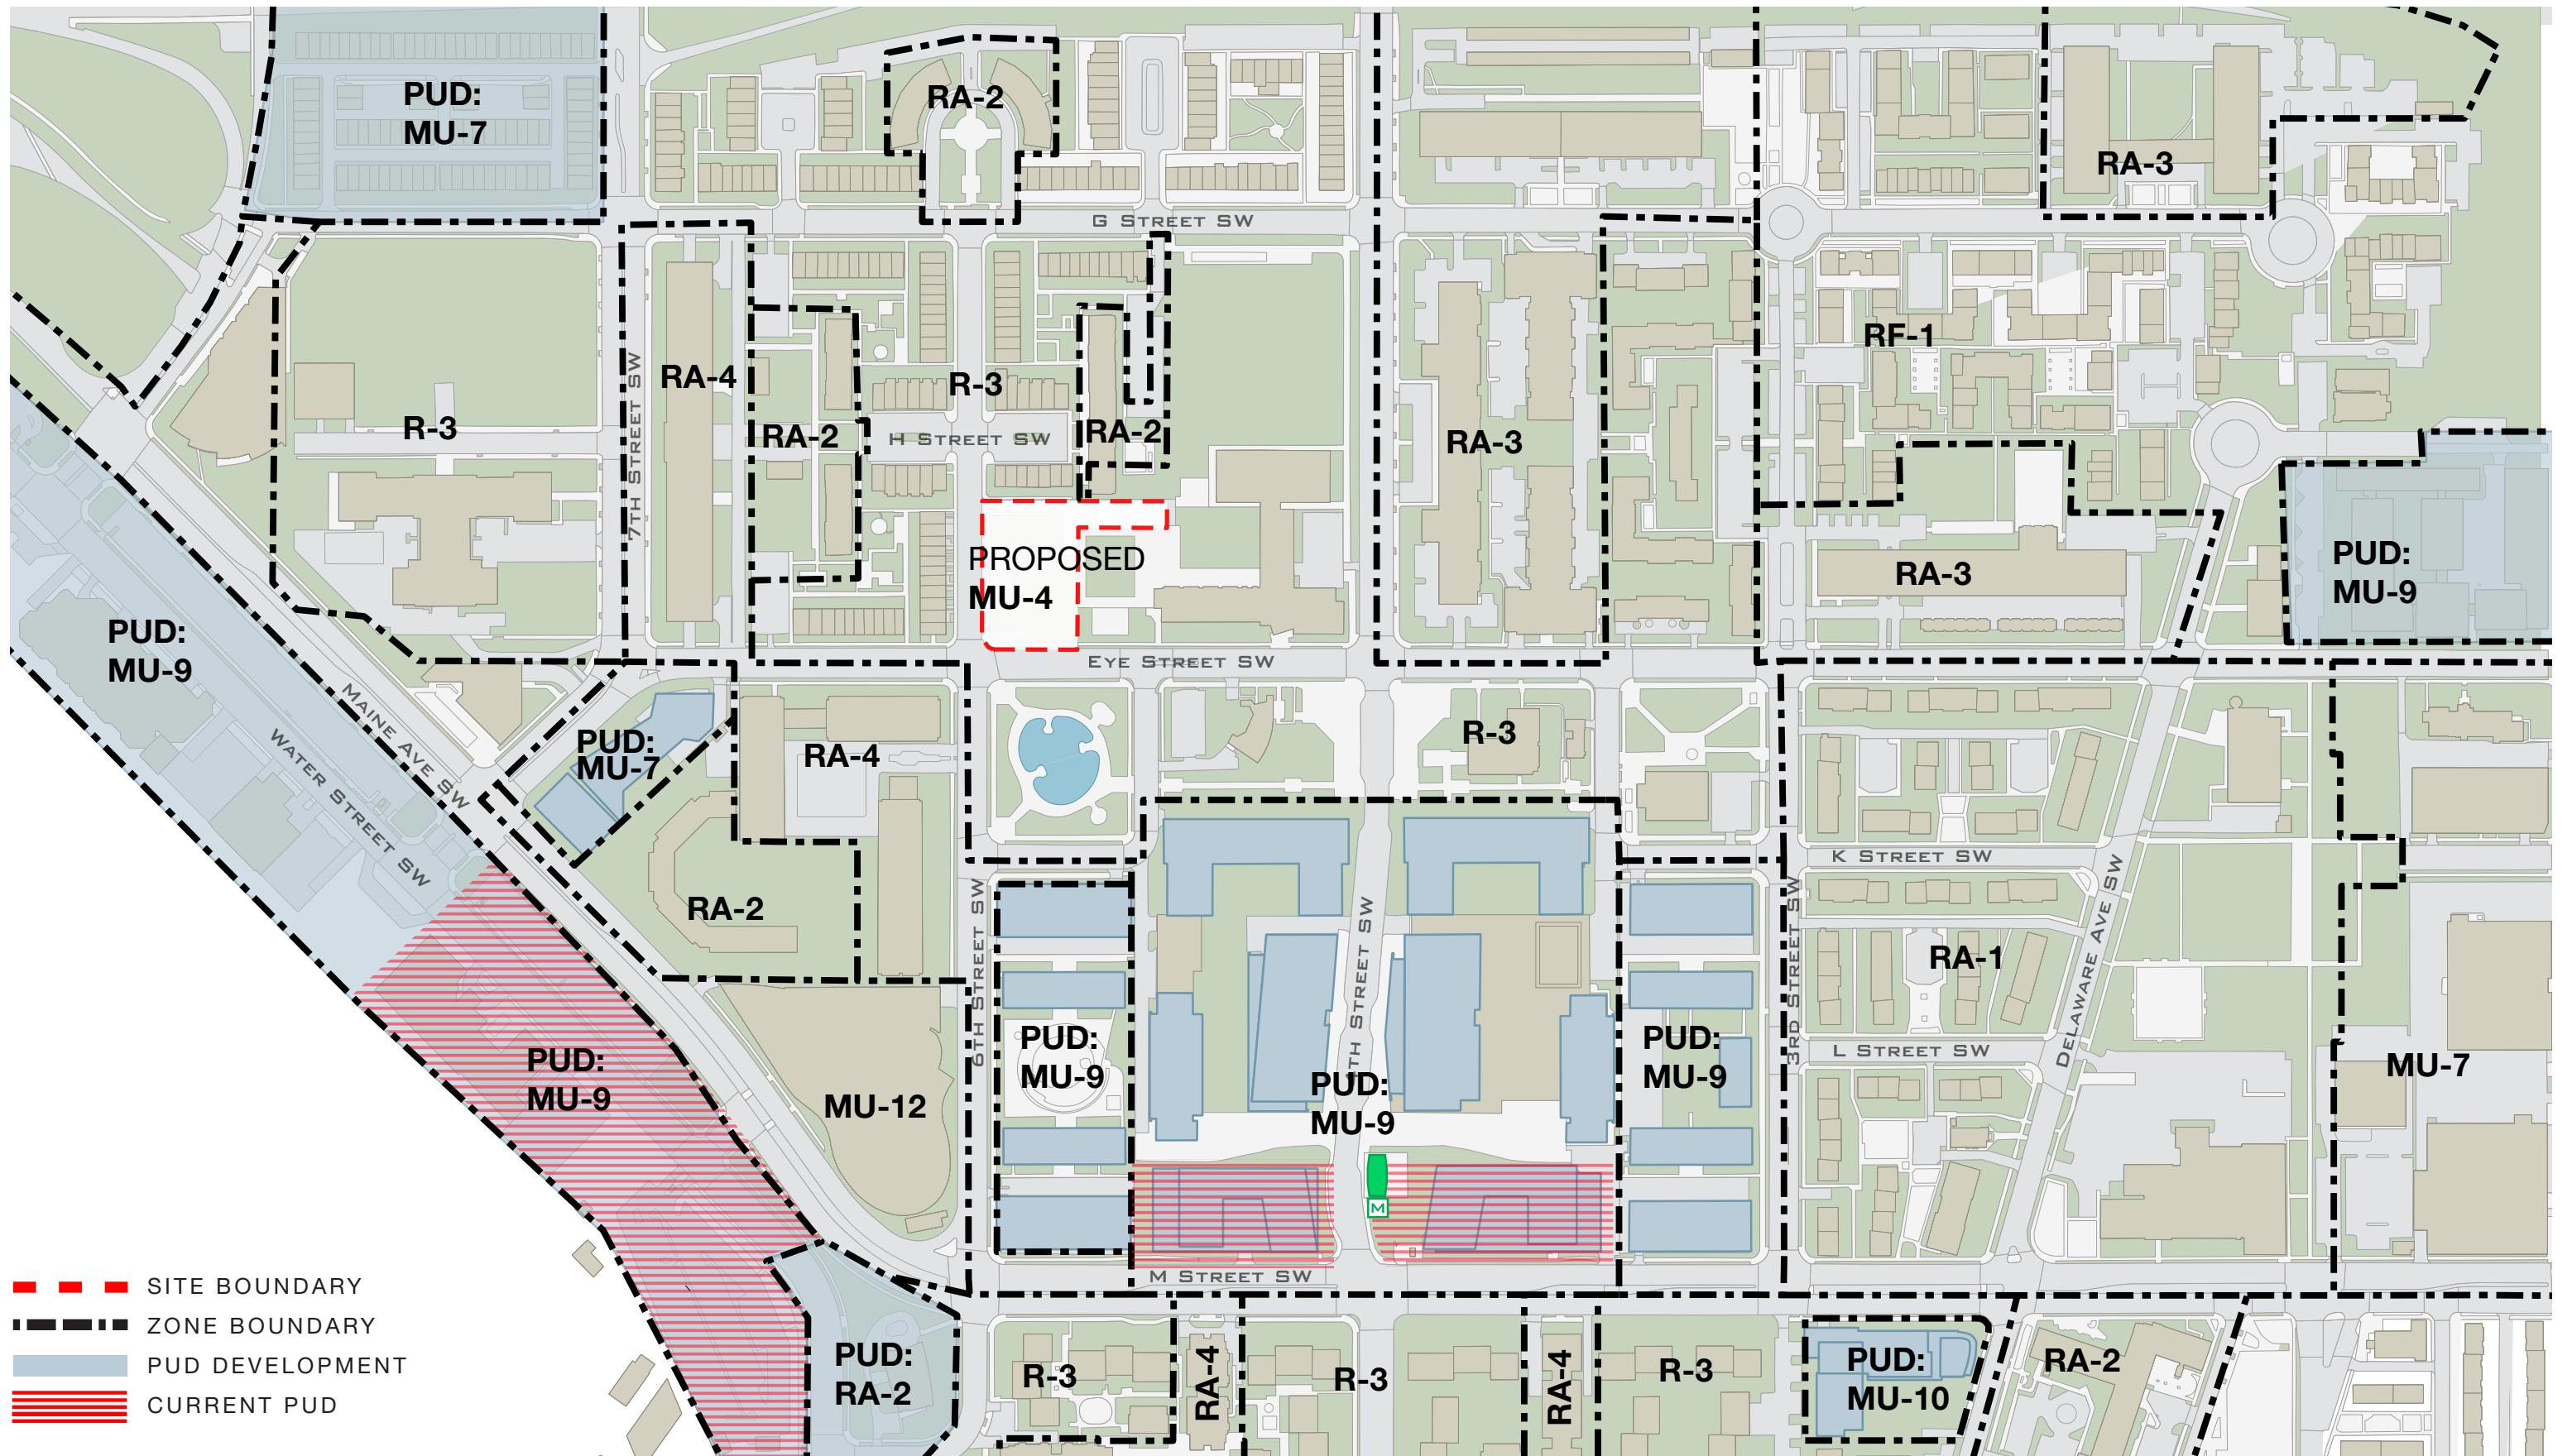 PUD:
MU-7
RA-2
RA-3
G STREET SW
7TH STREET SW
RA-4
R-3
RF-1
R-3
RA-2
H STREET SW
RA-2
RA-3
PROPOSED
MU-4
RA-3
PUD:
MU-9
PUD:
MU-9
EYE STREET SW
MAINE AVE SW
WATER STREET SW
PUD:
MU-7
RA-4
R-3
K STREET SW
6TH STREET SW
4TH STREET SW
3RD STREET SW
DELAWARE AVE SW
RA-2
RA-1
PUD:
MU-9
PUD:
MU-9
PUD:
MU-9
PUD:
MU-9
L STREET SW
MU-7
MU-12
M
M STREET SW
SITE BOUNDARY
ZONE BOUNDARY
PUD DEVELOPMENT
CURRENT PUD
PUD:
RA-2
R-3
RA-4
R-3
RA-4
R-3
PUD:
MU-10
RA-2